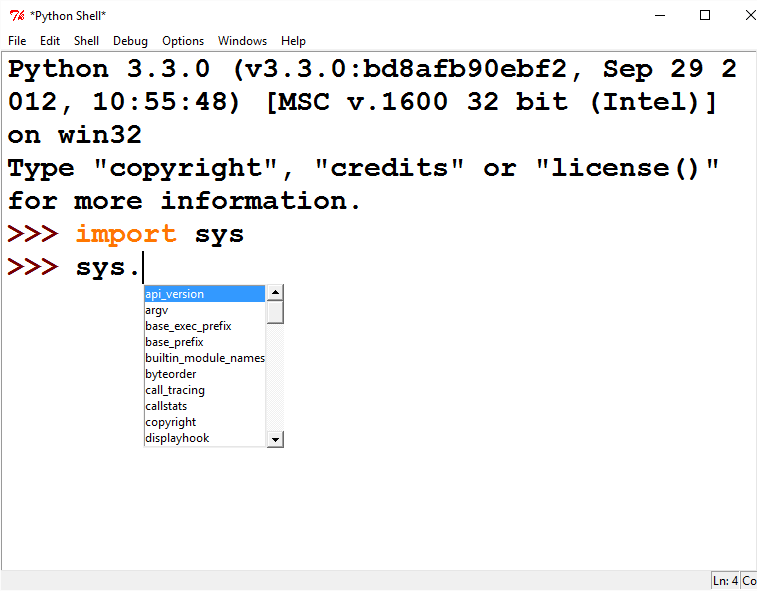 *Python Shell*
File Edit Shell Debug Options Windows Help
Python 3.3.0 (v3.3.0:bd8afb90ebf2, Sep 29 2
012, 10:55:48) [MSC v.1600 32 bit (Intel)]
on win32
Type "copyright", "credits" or "license()"
for more information.
>>> import sys
>>> sys.
api_version
argv
base_exec_prefix
base_prefix
builtin_module_names
byteorder
call_tracing
callstats
copyright
displayhook
Ln: 4 Co